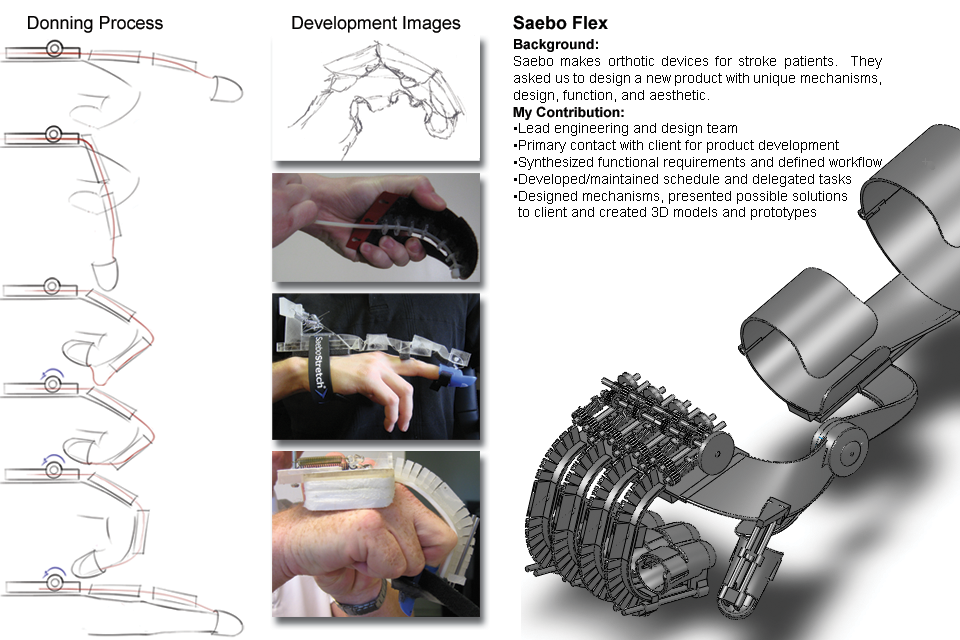 Donning Process
Development Images
SaeboStretch
Saebo Flex
Background:
Saebo makes orthotic devices for stroke patients. They
asked us to design a new product with unique mechanisms,
design, function, and aesthetic.
My Contribution:
•Lead engineering and design team
•Primary contact with client for product development
•Synthesized functional requirements and defined workflow
•Developed/maintained schedule and delegated tasks
•Designed mechanisms, presented possible solutions
to client and created 3D models and prototypes